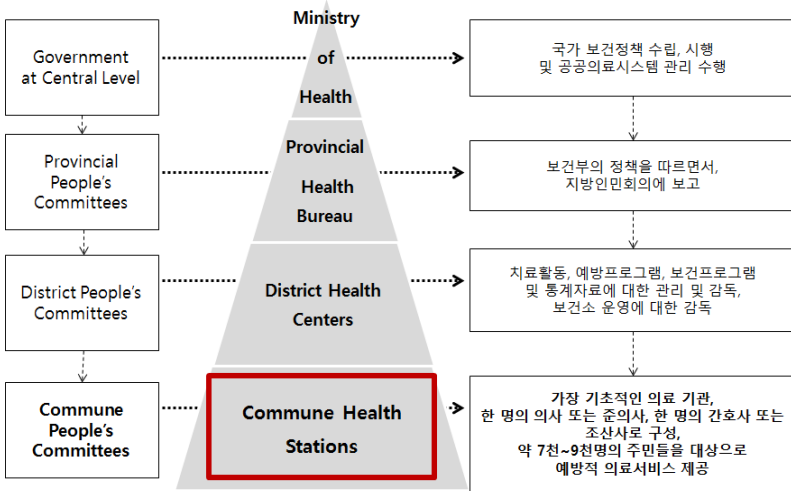 Government
at Central Level
Ministry
of
Health
국가 보건정책 수립, 시행
및 공공의료시스템 관리 수행
Provincial
People's
Committees
Provincial
Health
Bureau
보건부의 정책을 따르면서,
지방인민회의에 보고
District People's
Committees
District Health
Centers
치료활동, 예방프로그램, 보건프로그램
및 통계자료에 대한 관리 및 감독,
보건소 운영에 대한 감독
Commune
People's
Committees
Commune Health
Stations
가장 기초적인 의료 기관,
한 명의 의사 또는 준의사, 한 명의 간호사 또는
조산사로 구성,
약 7천~9천명의 주민들을 대상으로
예방적 의료서비스 제공